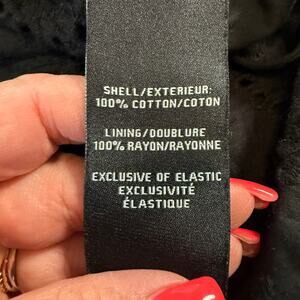 SHELL/EXTERIEUR:
100% COTTON/COTON
LINING/DOUBLURE
100% RAYON/RAYONNE
EXCLUSIVE OF ELASTIC
EXCLUSIVITÉ
ÉLASTIQUE